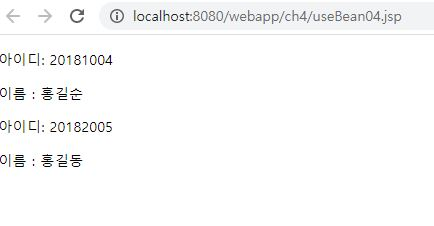 localhost:8080/webapp/ch4/useBean04.jsp
아이디: 20181004
이름 : 홍길순
아이디: 20182005
이름 : 홍길동